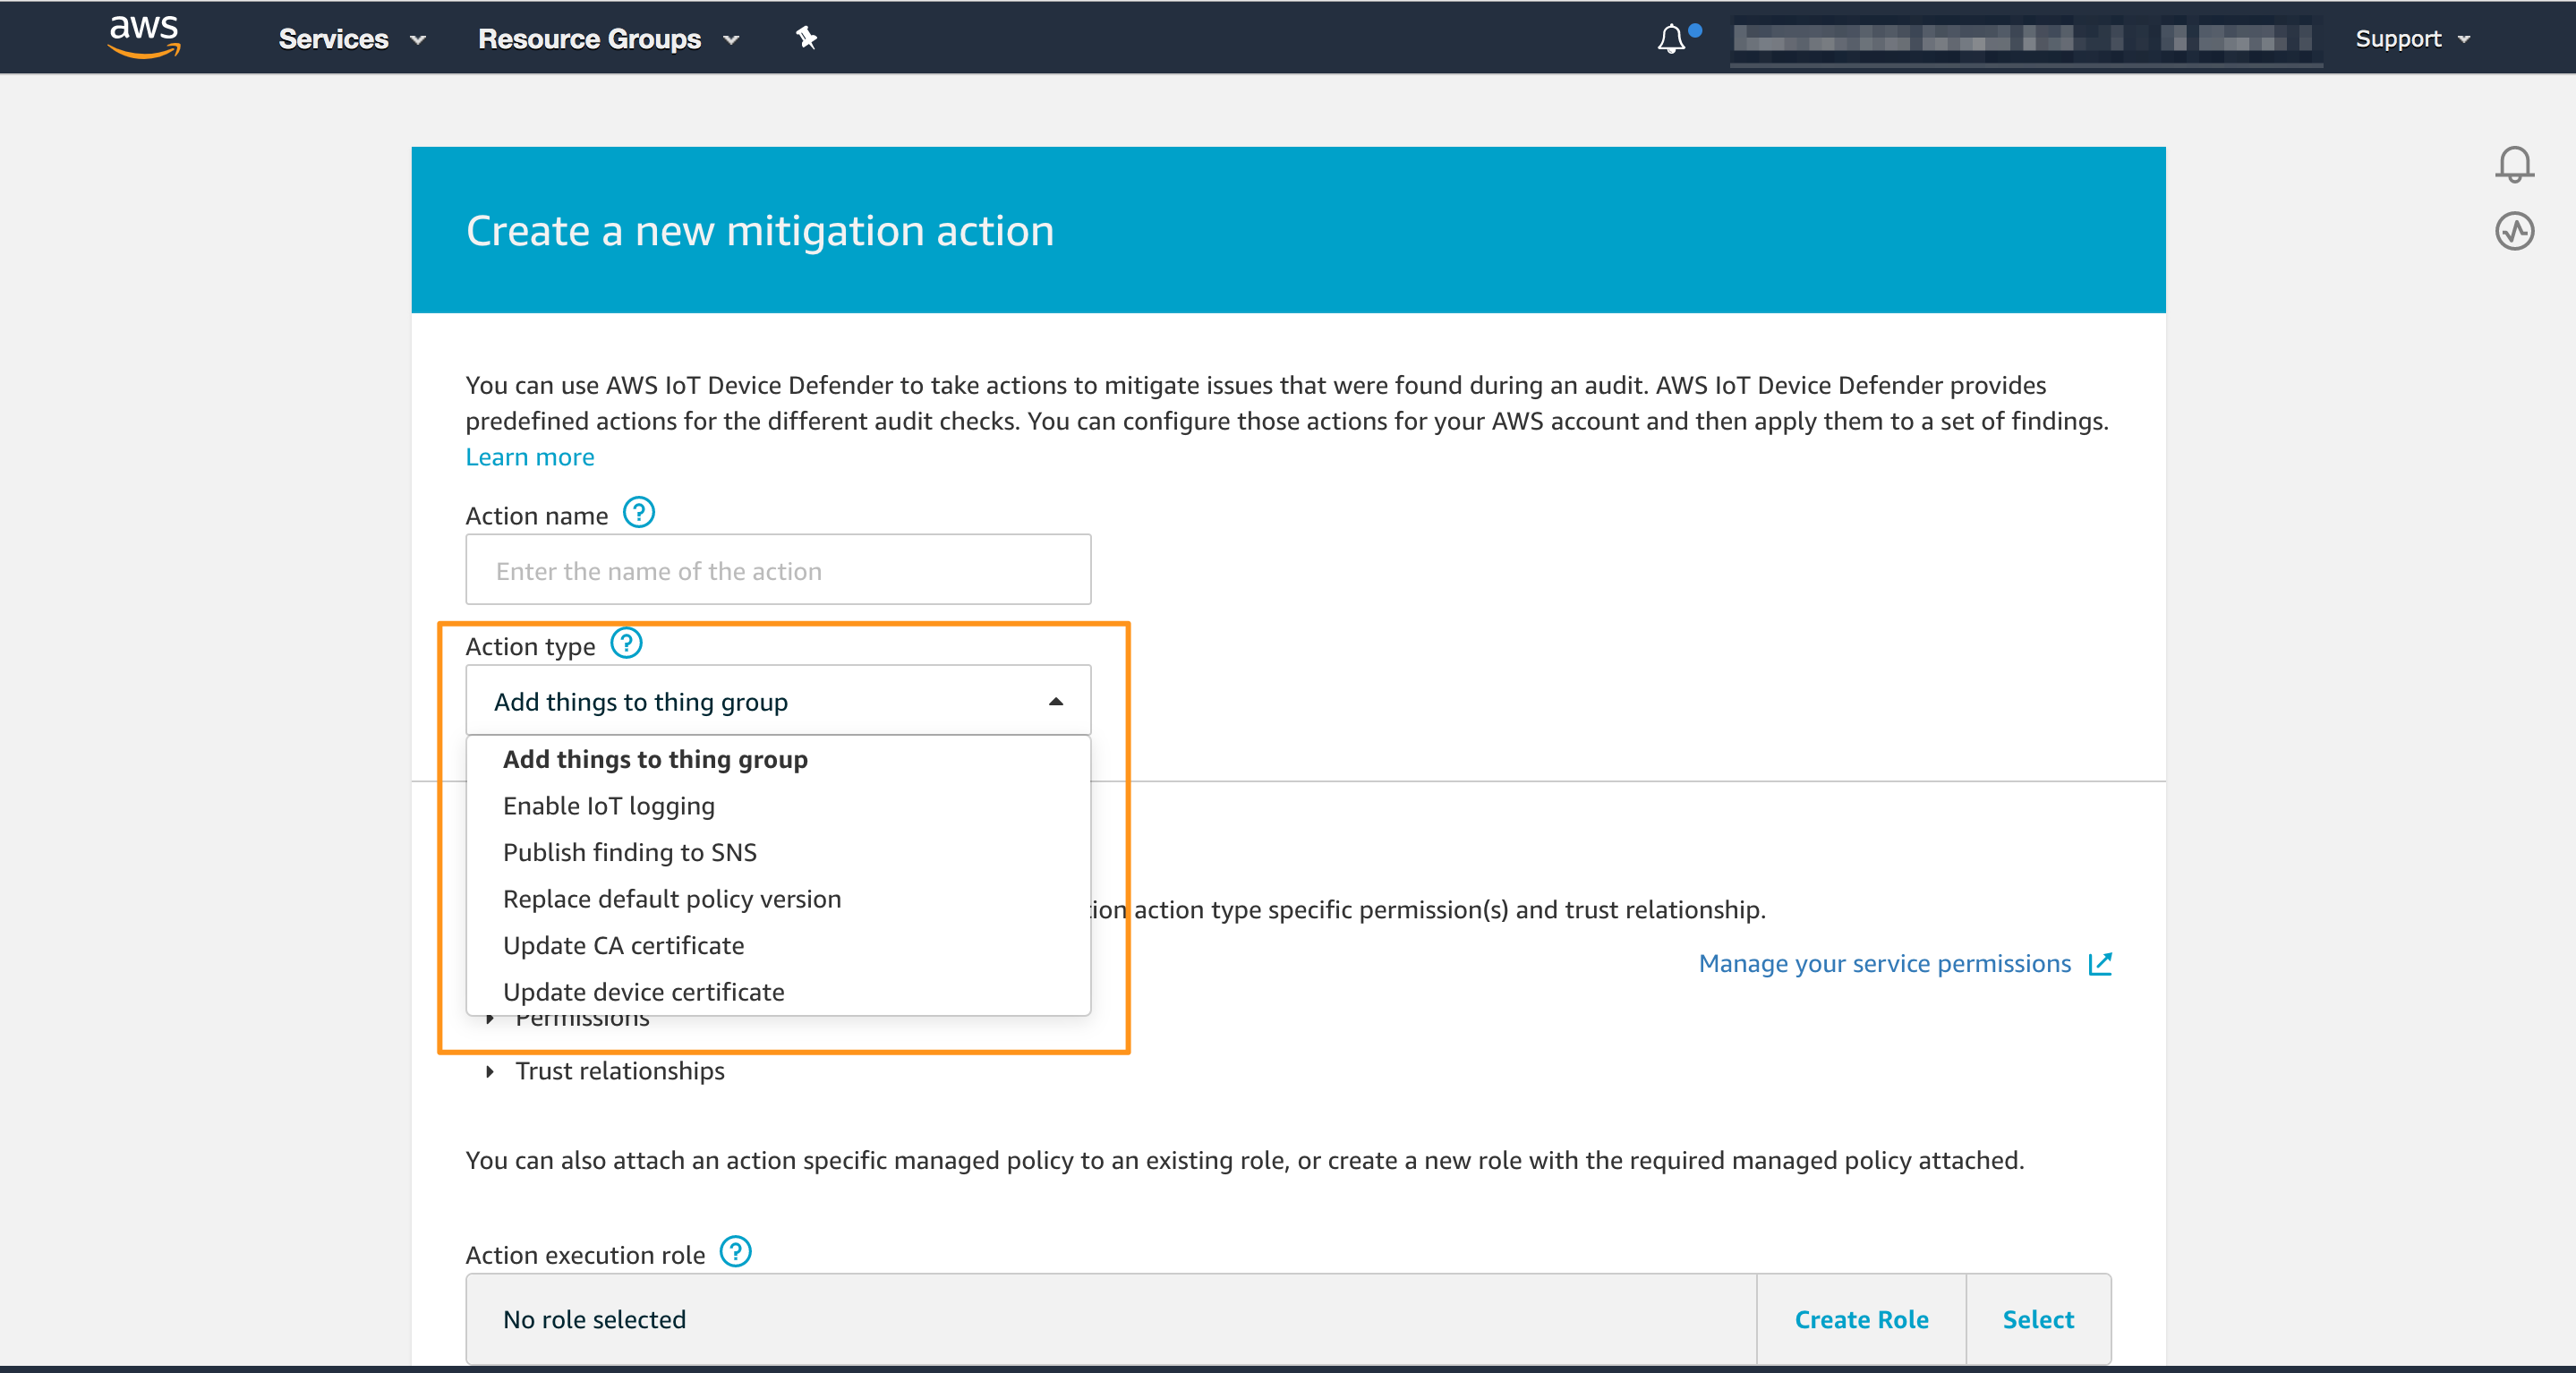 aws Services Resource Groups Support
Create a new mitigation action
You can use AWS IoT Device Defender to take actions to mitigate issues that were found during an audit. AWS IoT Device Defender provides
predefined actions for the different audit checks. You can configure those actions for your AWS account and then apply them to a set of findings.
Learn more
Action name ?
Enter the name of the action
Action type ?
Add things to thing group
Add things to thing group
Enable IoT logging
Publish finding to SNS
Replace default policy version
action type specific permission(s) and trust relationship.
Update CA certificate
Manage your service permissions
Update device certificate
Permissions
Trust relationships
You can also attach an action specific managed policy to an existing role, or create a new role with the required managed policy attached.
Action execution role ?
No role selected Create Role Select